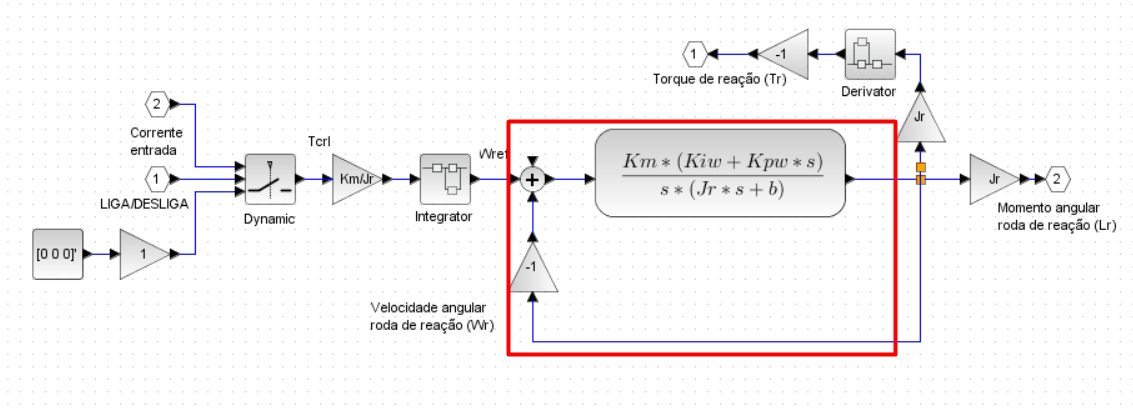 1
-1
Torque de reação (Tr)
Derivator
Jr
2
Corrente
entrada
Tcrl
Wref
1
LIGA/DESLIGA
Km/Jr
Dynamic
Integrator
+
Km * (Kiw + Kpw * s)
s * (Jr * s + b)
Jr
2
Momento angular
roda de reação (Lr)
[0 0 0]'
1
-1
Velocidade angular
roda de reação (Wr)